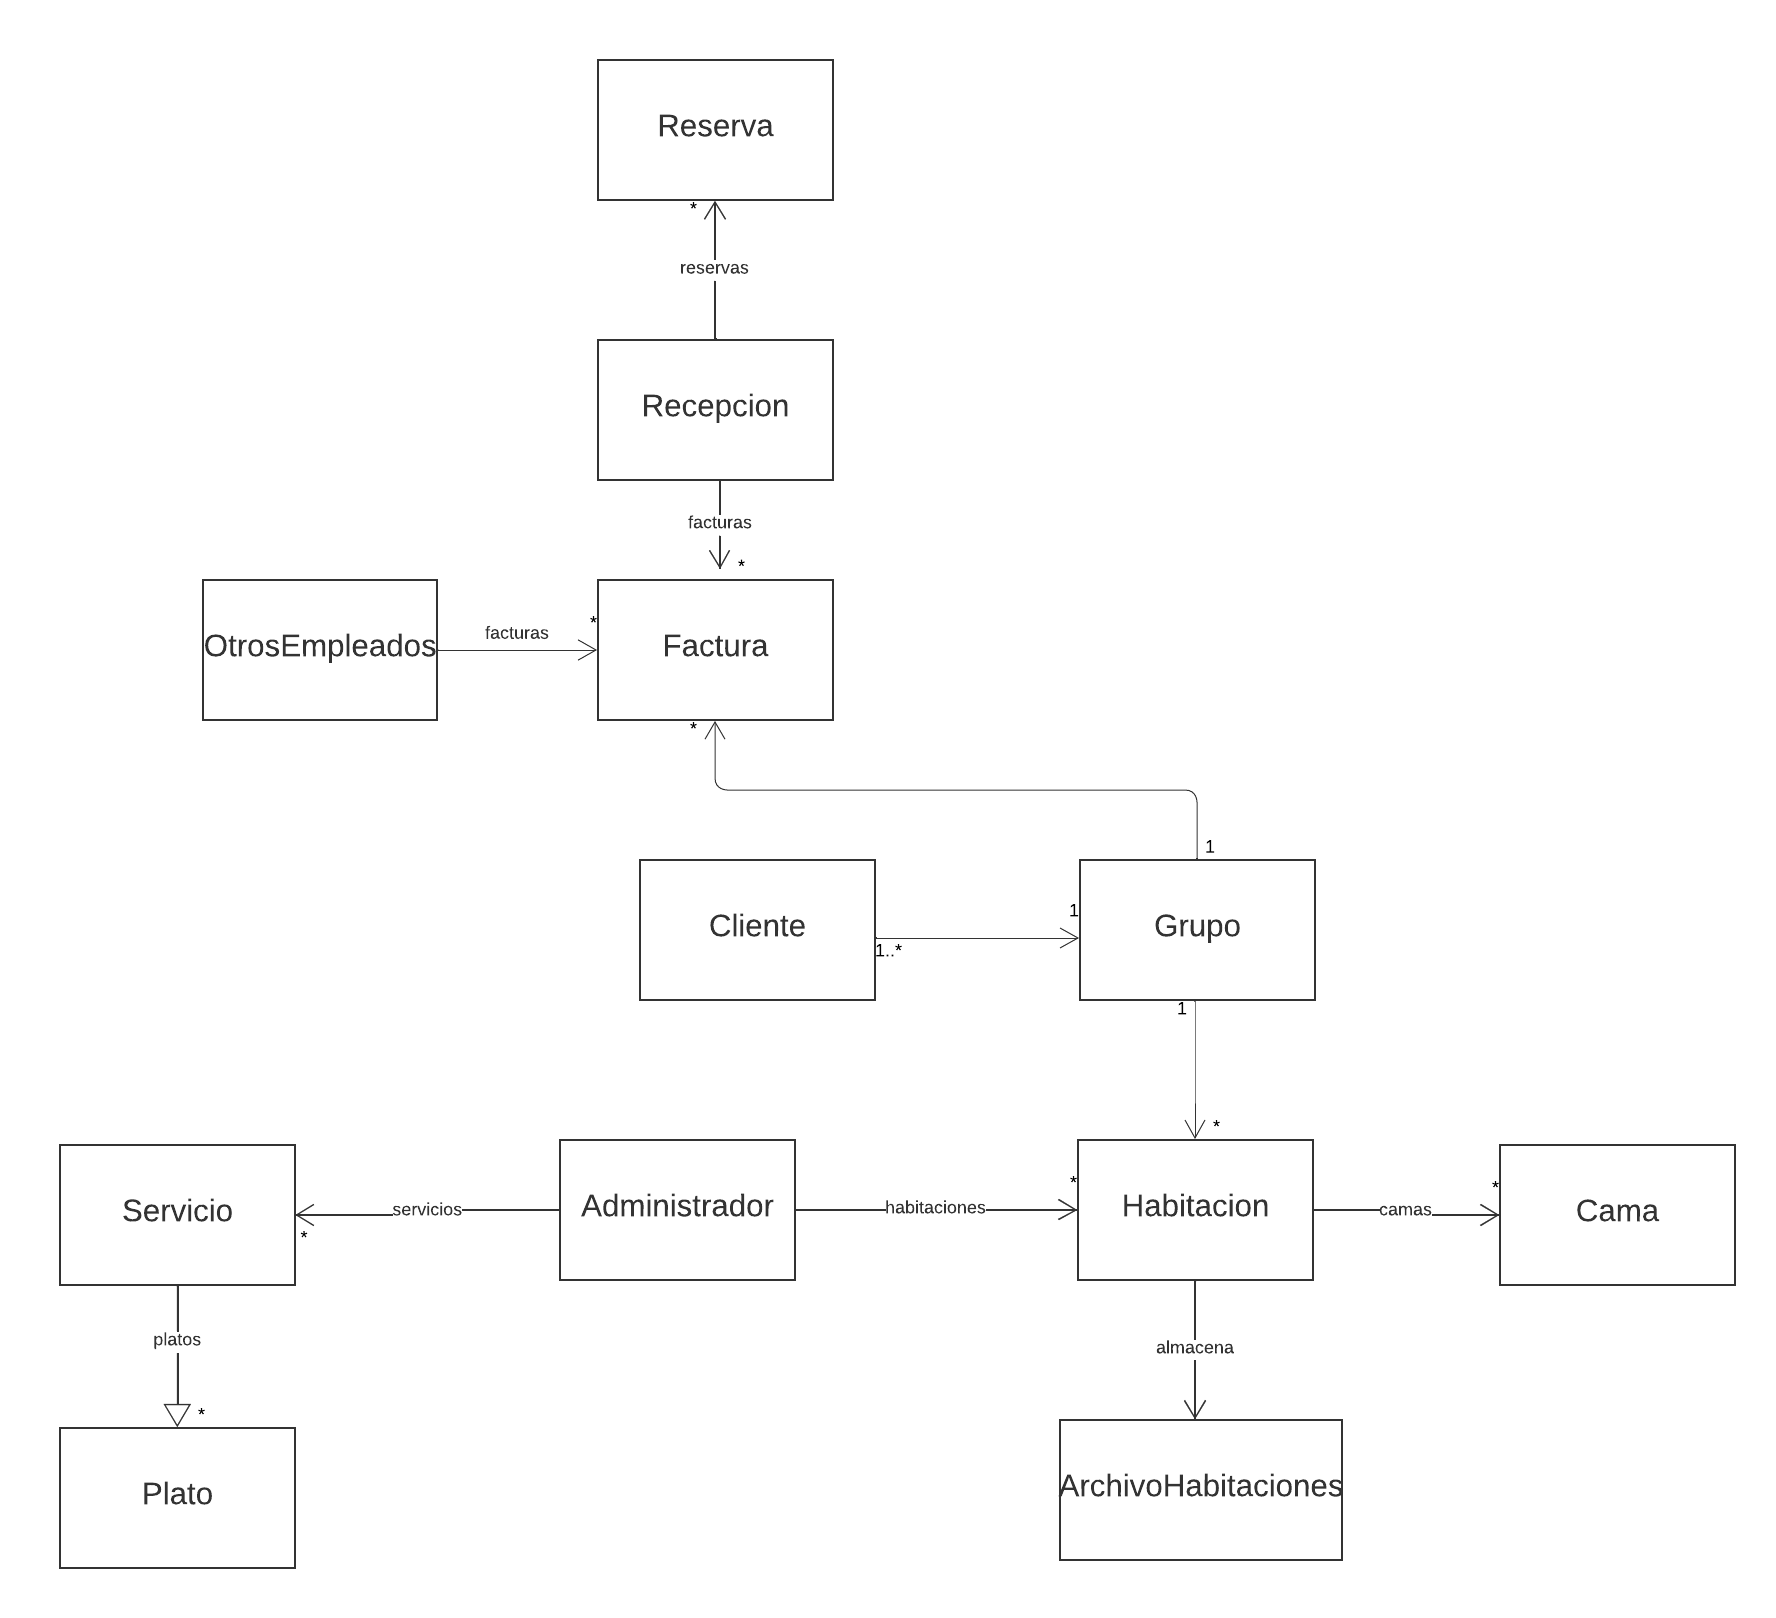 Reserva
*
reservas
Recepcion
facturas
*
OtrosEmpleados
facturas
*
Factura
*
1
Cliente
1..*
1
Grupo
1
*
Servicio
*
servicios
Administrador
habitaciones
*
Habitacion
camas
*
Cama
platos
*
Plato
almacena
ArchivoHabitaciones